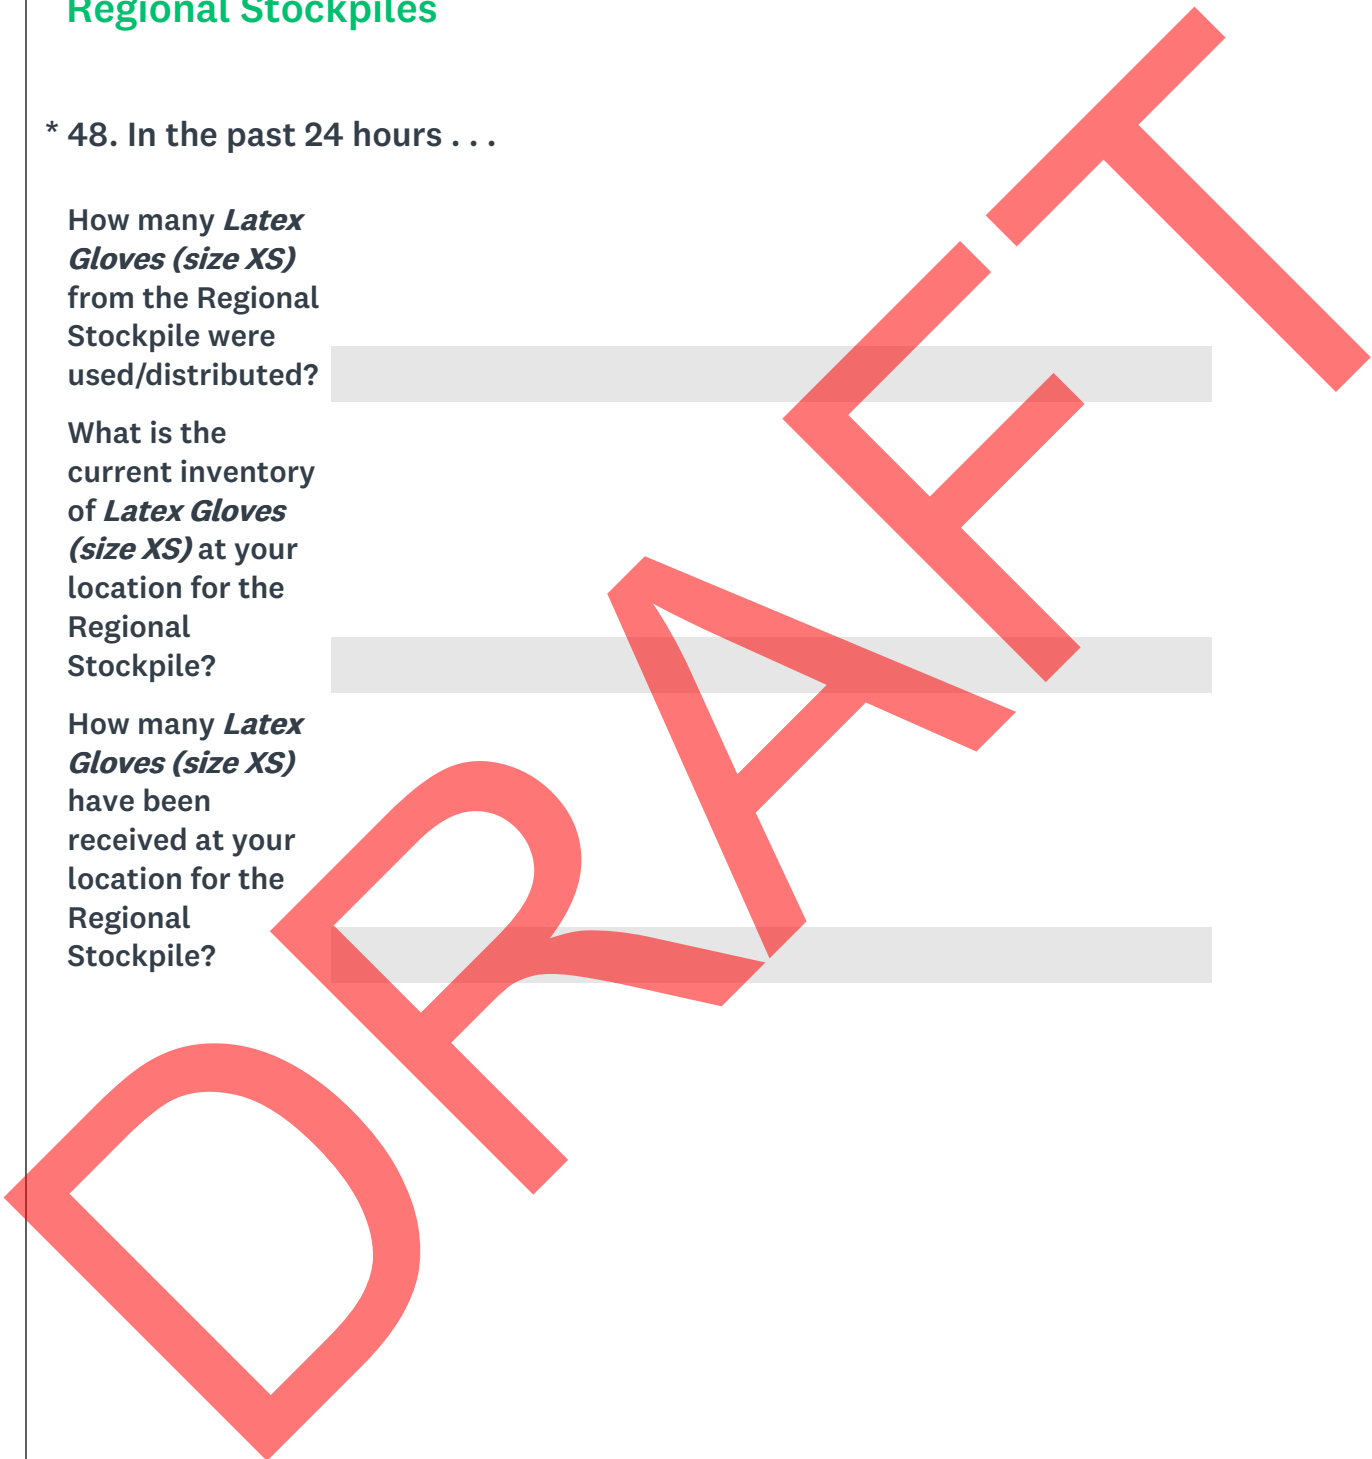 Regional Stockpiles
* 48. In the past 24 hours . . .
How many Latex
Gloves (size XS)
from the Regional
Stockpile were
used/distributed?
What is the
current inventory
of Latex Gloves
(size XS) at your
location for the
Regional
Stockpile?
How many Latex
Gloves (size XS)
have been
received at your
location for the
Regional
Stockpile?
DRAFT